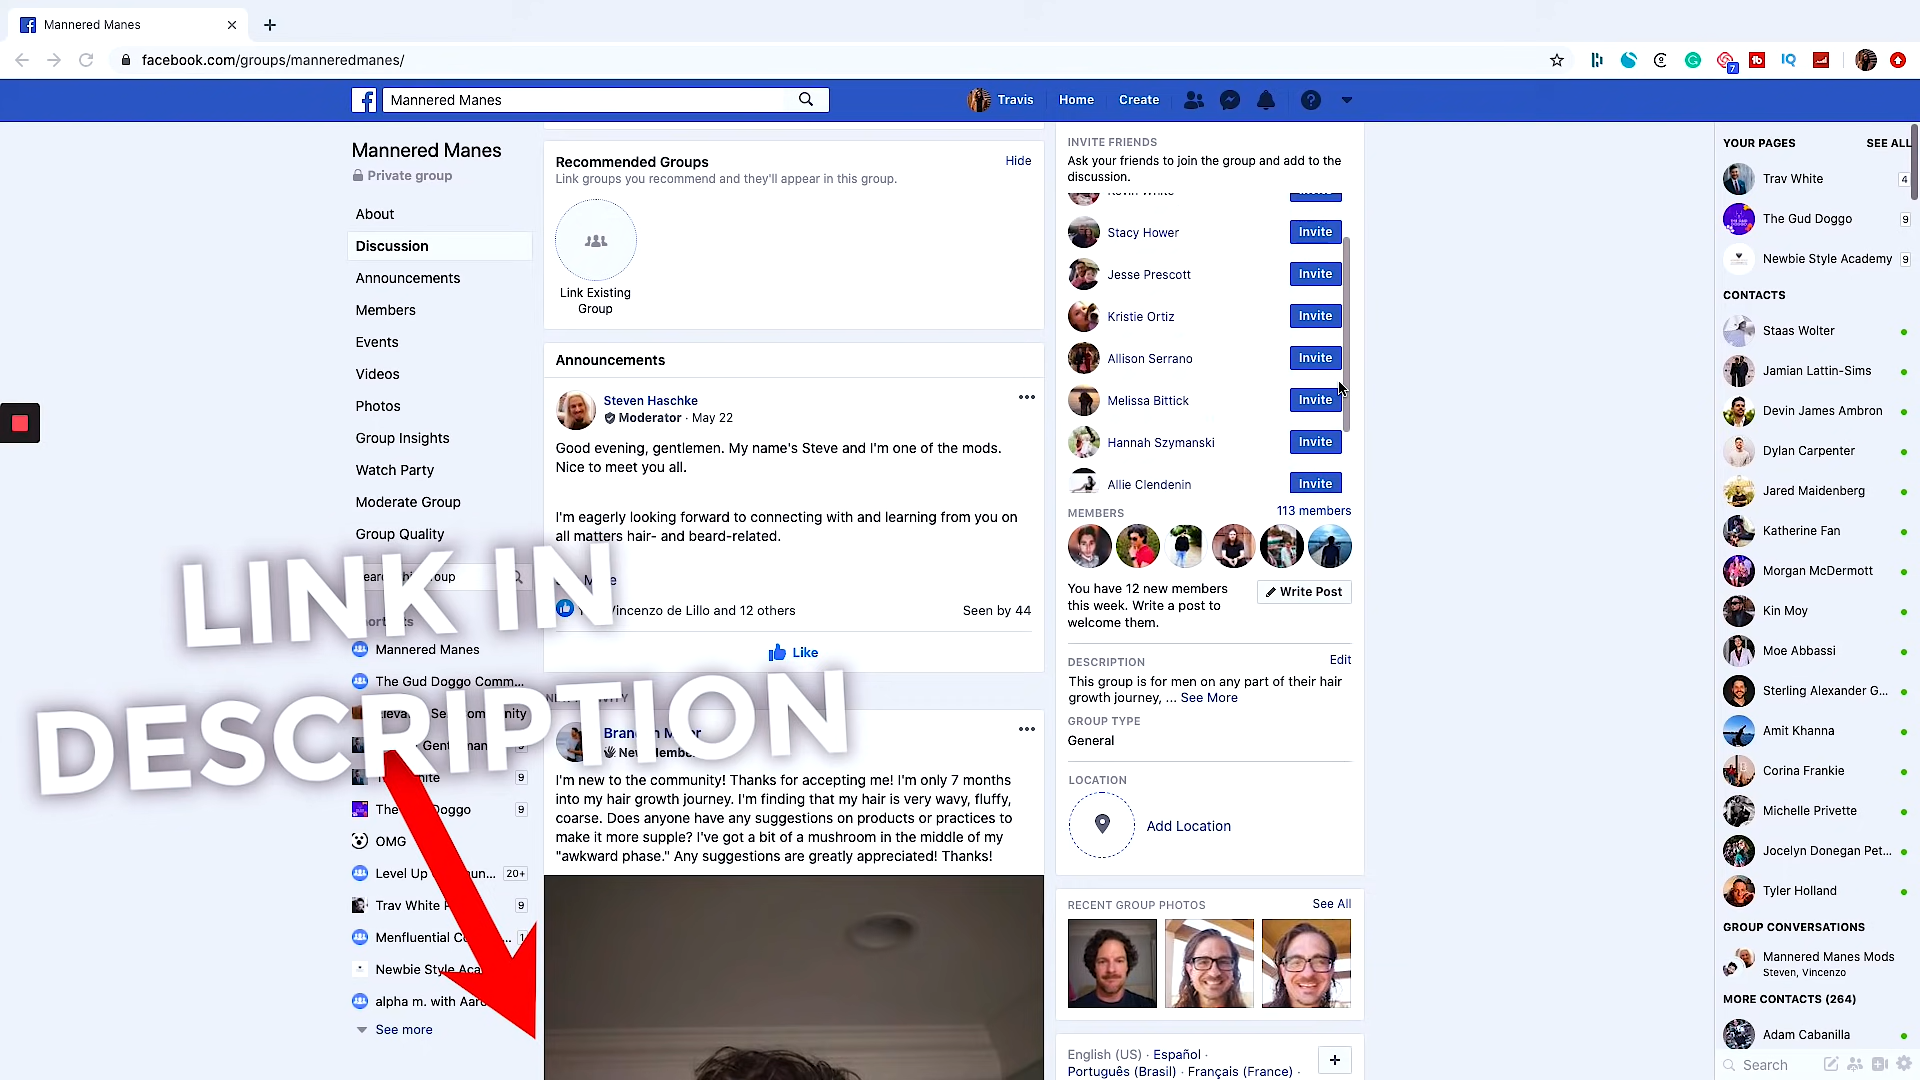 Mannered Manes
facebook.com/groups/manneredmanes/
7
IQ
Mannered Manes
Travis
Home
Create
Mannered Manes
Private group
About
Discussion
Announcements
Members
Events
Videos
Photos
Group Insights
Watch Party
Moderate Group
Group Quality
Mannered Manes
The Gud Doggo Comm...
9
9
OMG
Level Up
20+
Trav White
9
Menfluential
Newbie Style
alpha m. with
See more
LINK IN
DESCRIPTION
Recommended Groups
Hide
Link groups you recommend and they'll appear in this group.
Link Existing
Group
Announcements
Steven Haschke
Moderator · May 22
Good evening, gentlemen. My name's Steve and I'm one of the mods.
Nice to meet you all.
I'm eagerly looking forward to connecting with and learning from you on
all matters hair- and beard-related.
Vincenzo de Lillo and 12 others
Seen by 44
Like
I'm new to the community! Thanks for accepting me! I'm only 7 months
into my hair growth journey. I'm finding that my hair is very wavy, fluffy,
coarse. Does anyone have any suggestions on products or practices to
make it more supple? I've got a bit of a mushroom in the middle of my
"awkward phase." Any suggestions are greatly appreciated! Thanks!
INVITE FRIENDS
Ask your friends to join the group and add to the
discussion.
Stacy Hower Invite
Jesse Prescott Invite
Kristie Ortiz Invite
Allison Serrano Invite
Melissa Bittick Invite
Hannah Szymanski Invite
Allie Clendenin Invite
MEMBERS
113 members
You have 12 new members
this week. Write a post to
welcome them.
Write Post
DESCRIPTION
Edit
This group is for men on any part of their hair
growth journey, ... See More
GROUP TYPE
General
LOCATION
Add Location
RECENT GROUP PHOTOS
See All
English (US) · Español ·
Português (Brasil) · Français (France) ·
YOUR PAGES
SEE ALL
Trav White 4
The Gud Doggo 9
Newbie Style Academy 9
CONTACTS
Staas Wolter
Jamian Lattin-Sims
Devin James Ambron
Dylan Carpenter
Jared Maidenberg
Katherine Fan
Morgan McDermott
Kin Moy
Moe Abbassi
Sterling Alexander G...
Amit Khanna
Corina Frankie
Michelle Privette
Jocelyn Donegan Pet...
Tyler Holland
GROUP CONVERSATIONS
Mannered Manes Mods
Steven, Vincenzo
MORE CONTACTS (264)
Adam Cabanilla
Search